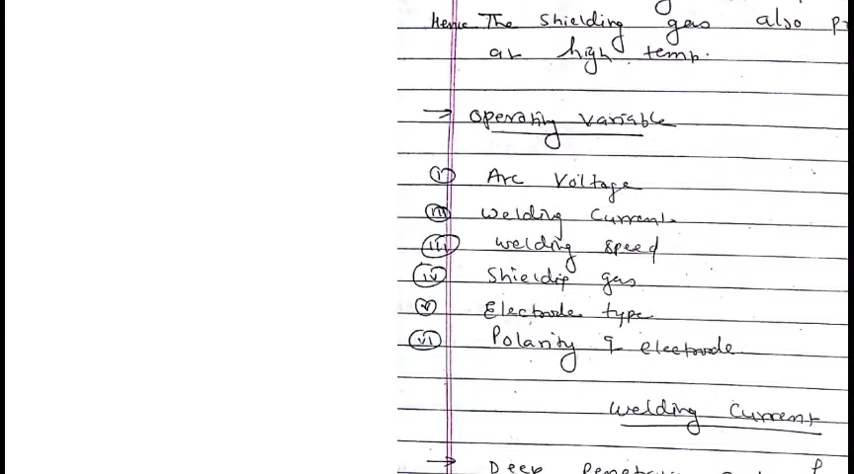 Hence The Shielding gas also
at high temp.
→ Operating Variable
(i) Arc Voltage
(ii) Welding Current
(iii) Welding speed
(iv) Shieldig gas
(v) Electrode type
(vi) Polarity of electrode
Welding Current
→ Deep